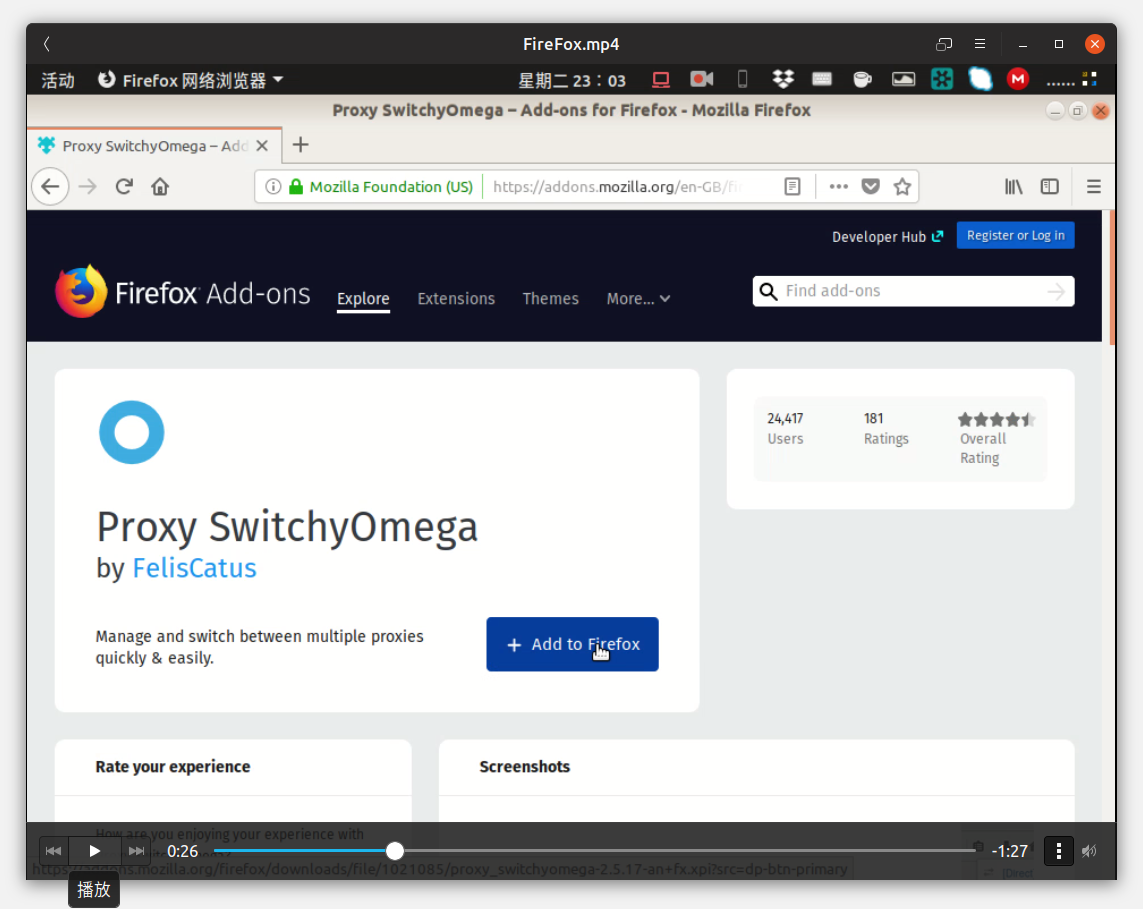 FireFox.mp4
活动 Firefox 网络浏览器 星期二 23：03
Proxy SwitchyOmega – Add-ons for Firefox - Mozilla Firefox
Proxy SwitchyOmega – Add
Mozilla Foundation (US) https://addons.mozilla.org/en-GB/fi
Developer Hub Register or Log in
Firefox Add-ons Explore Extensions Themes More... Find add-ons
24,417 181
Users Ratings Overall Rating
Proxy SwitchyOmega
by FelisCatus
Manage and switch between multiple proxies
quickly & easily.
+ Add to Firefox
Rate your experience Screenshots
How are you enjoying your experience with
0:26 -1:27
https://addons.mozilla.org/firefox/downloads/file/1021085/proxy_switchyomega-2.5.17-an+fx.xpi?src=dp-btn-primary
[Direct
播放